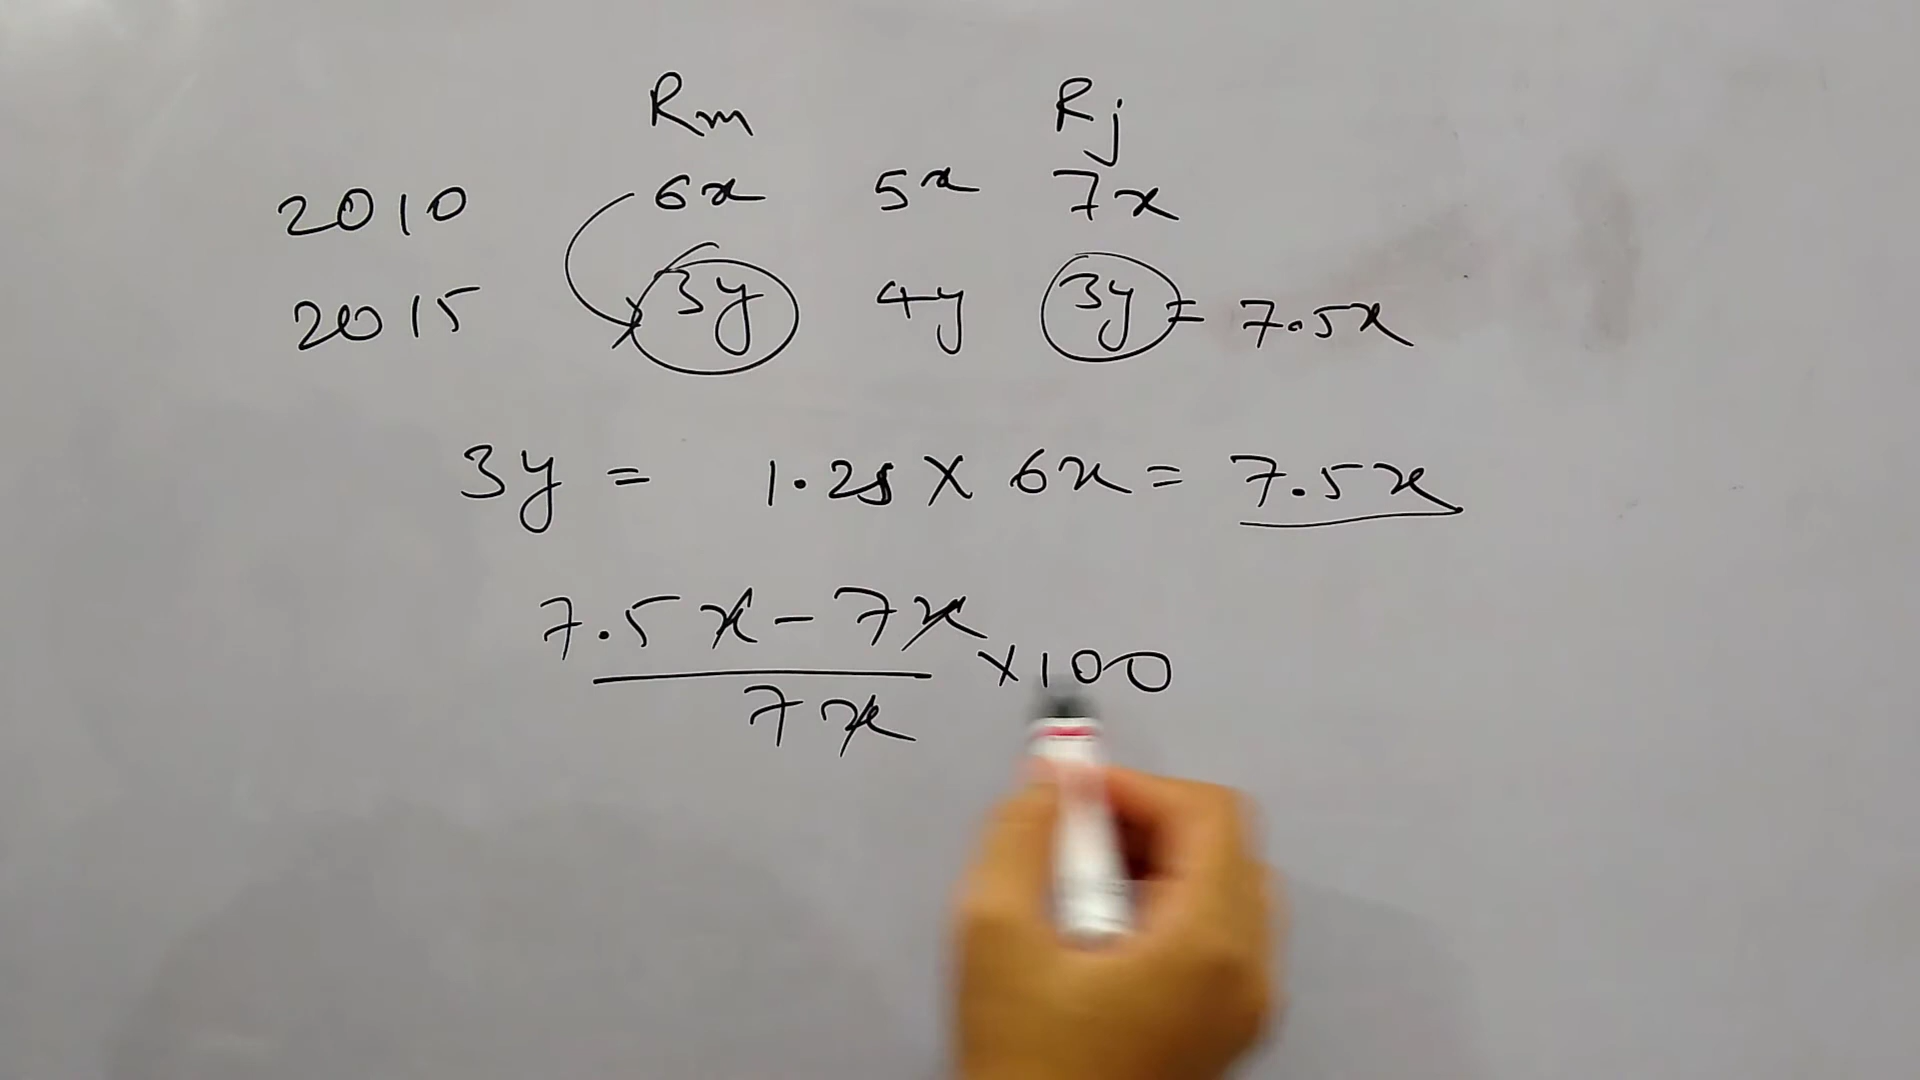 Rm Rj
2010 6x 5x 7x
2015 3y 4y 3y = 7.5x
3y = 1.25 × 6x = 7.5x
7.5x - 7x
× 100
7x